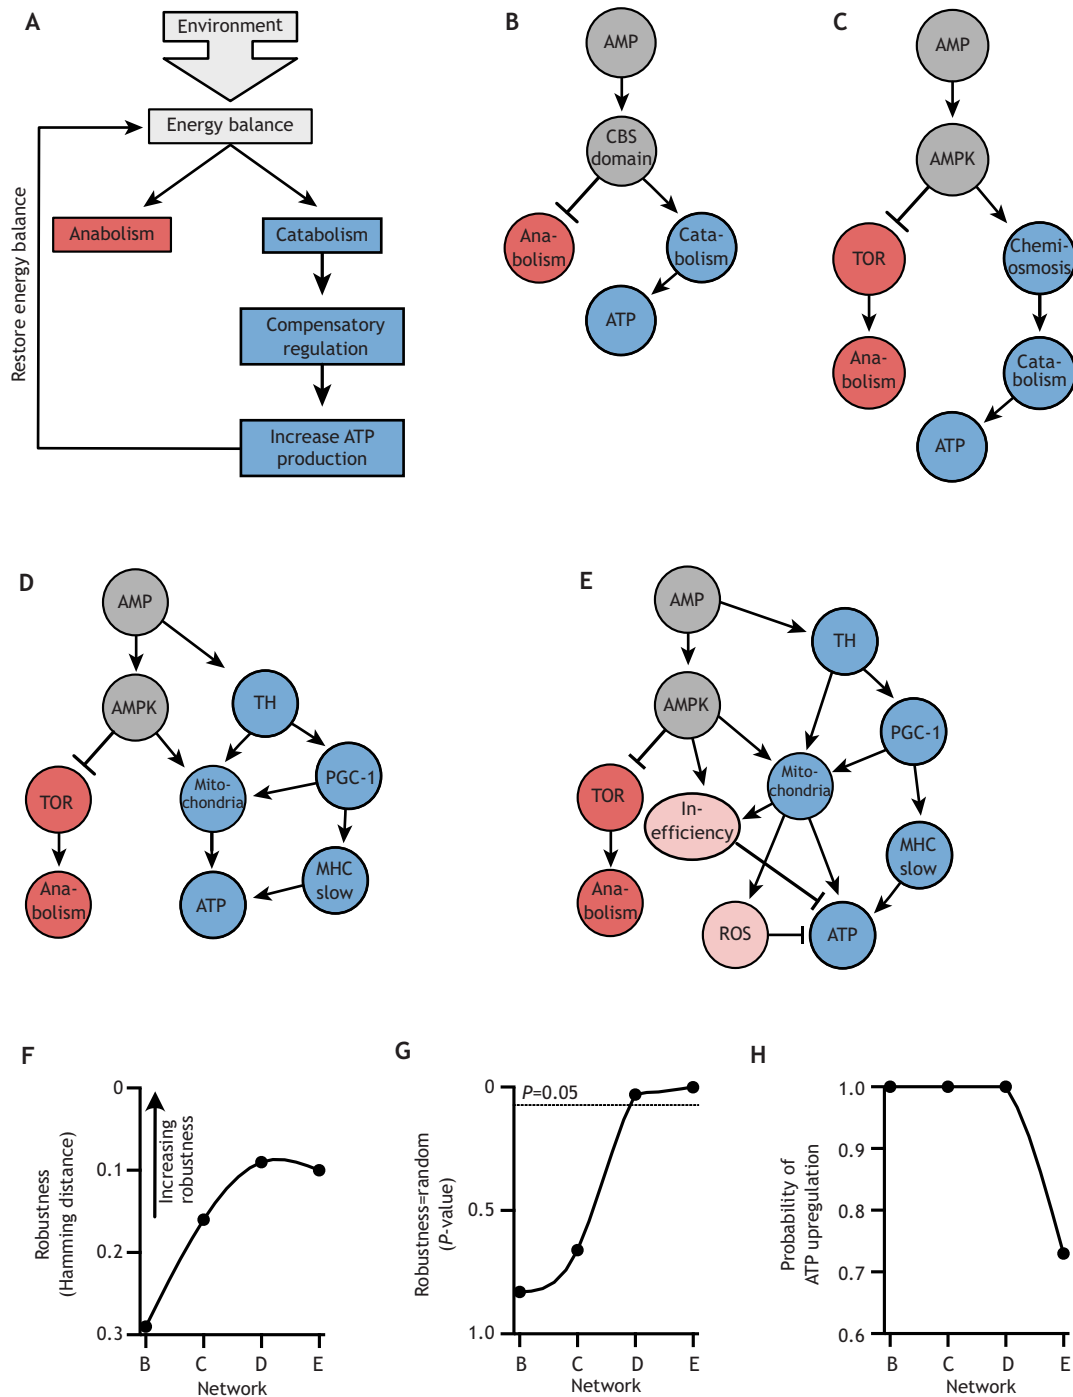 A
Environment
Energy balance
Anabolism
Catabolism
Compensatory
regulation
Increase ATP
production
Restore energy balance
B
AMP
CBS
domain
Ana-
bolism
Cata-
bolism
ATP
C
AMP
AMPK
TOR
Chemi-
osmosis
Ana-
bolism
Cata-
bolism
ATP
D
AMP
AMPK
TH
TOR
Mito-
chondria
PGC-1
Ana-
bolism
ATP
MHC
slow
E
AMP
TH
AMPK
PGC-1
TOR
In-
efficiency
Mito-
chondria
MHC
slow
Ana-
bolism
ROS
ATP
F
0
0.1
0.2
0.3
Robustness
(Hamming distance)
Increasing
robustness
B C D E
Network
G
0
0.5
1.0
P=0.05
Robustness=random
(P-value)
B C D E
Network
H
1.0
0.9
0.8
0.7
0.6
Probability of
ATP upregulation
B C D E
Network